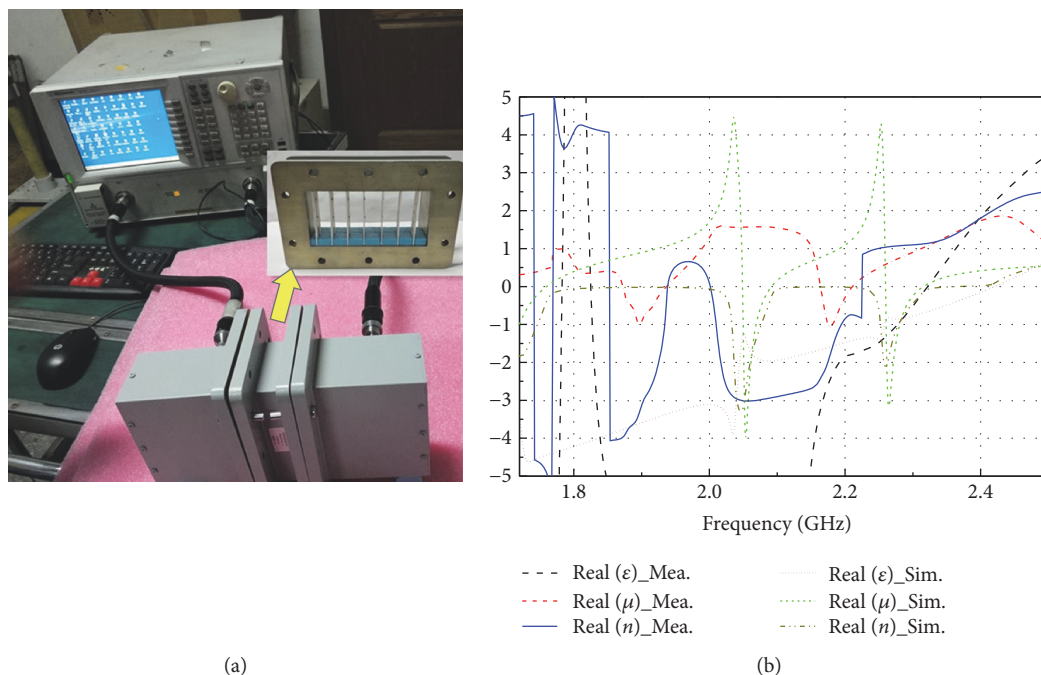 5
4
3
2
1
0
−1
−2
−3
−4
−5
1.8 2.0 2.2 2.4
Frequency (GHz)
Real (ε)_Mea. Real (ε)_Sim.
Real (μ)_Mea. Real (μ)_Sim.
Real (n)_Mea. Real (n)_Sim.
(a) (b)